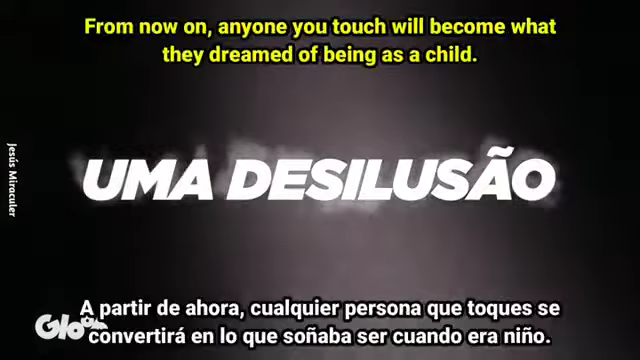 From now on, anyone you touch will become what
they dreamed of being as a child.
Jesús Miraculer
UMA DESILUSÃO
A partir de ahora, cualquier persona que toques se
convertirá en lo que soñaba ser cuando era niño.